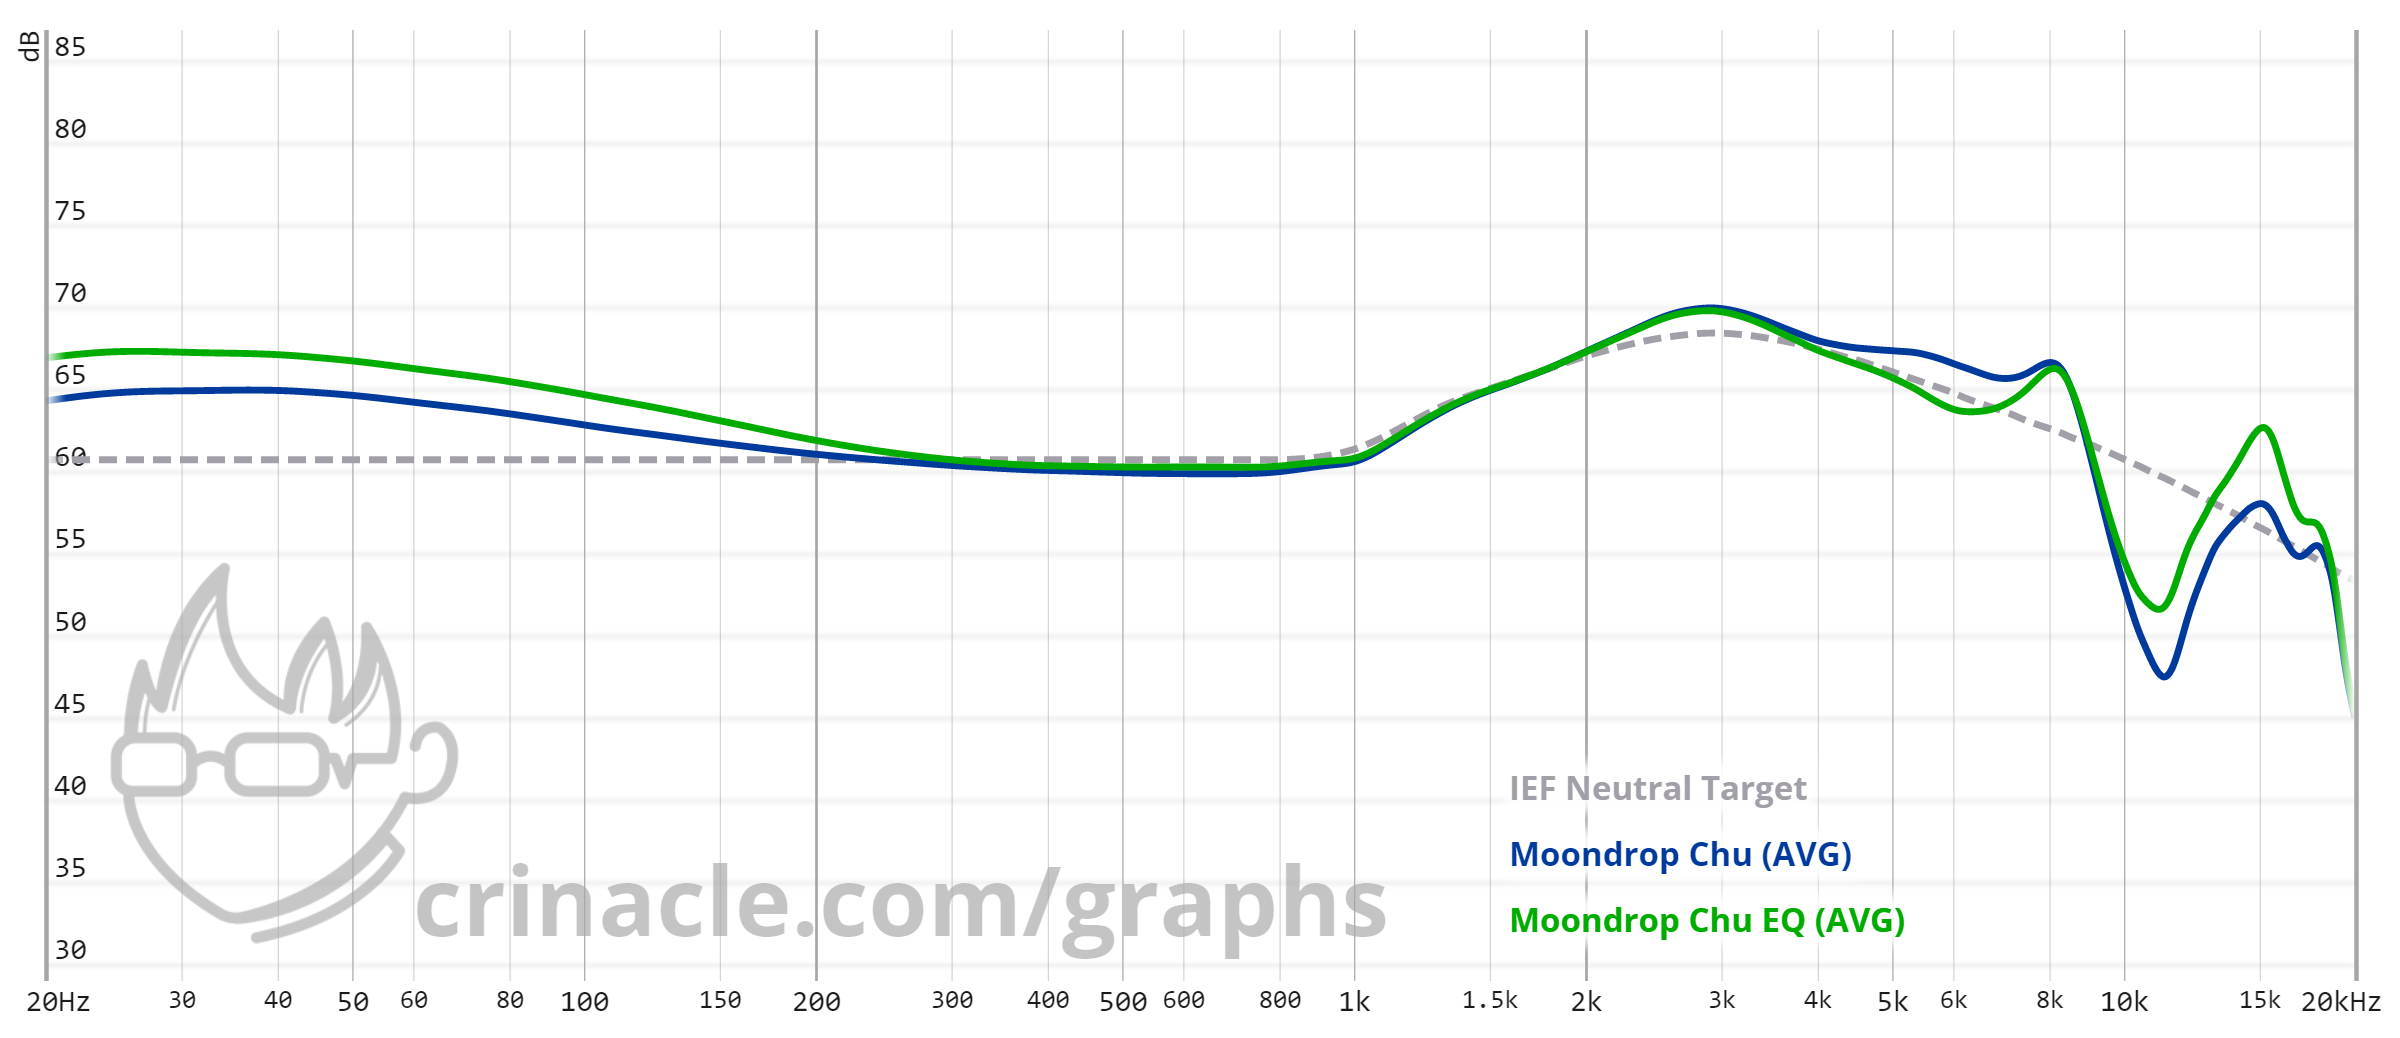 dB
85
80
75
70
65
60
55
50
45
40
35
30
IEF Neutral Target
Moondrop Chu (AVG)
Moondrop Chu EQ (AVG)
crinacle.com/graphs
20Hz 30 40 50 60 80 100 150 200 300 400 500 600 800 1k 1.5k 2k 3k 4k 5k 6k 8k 10k 15k 20kHz